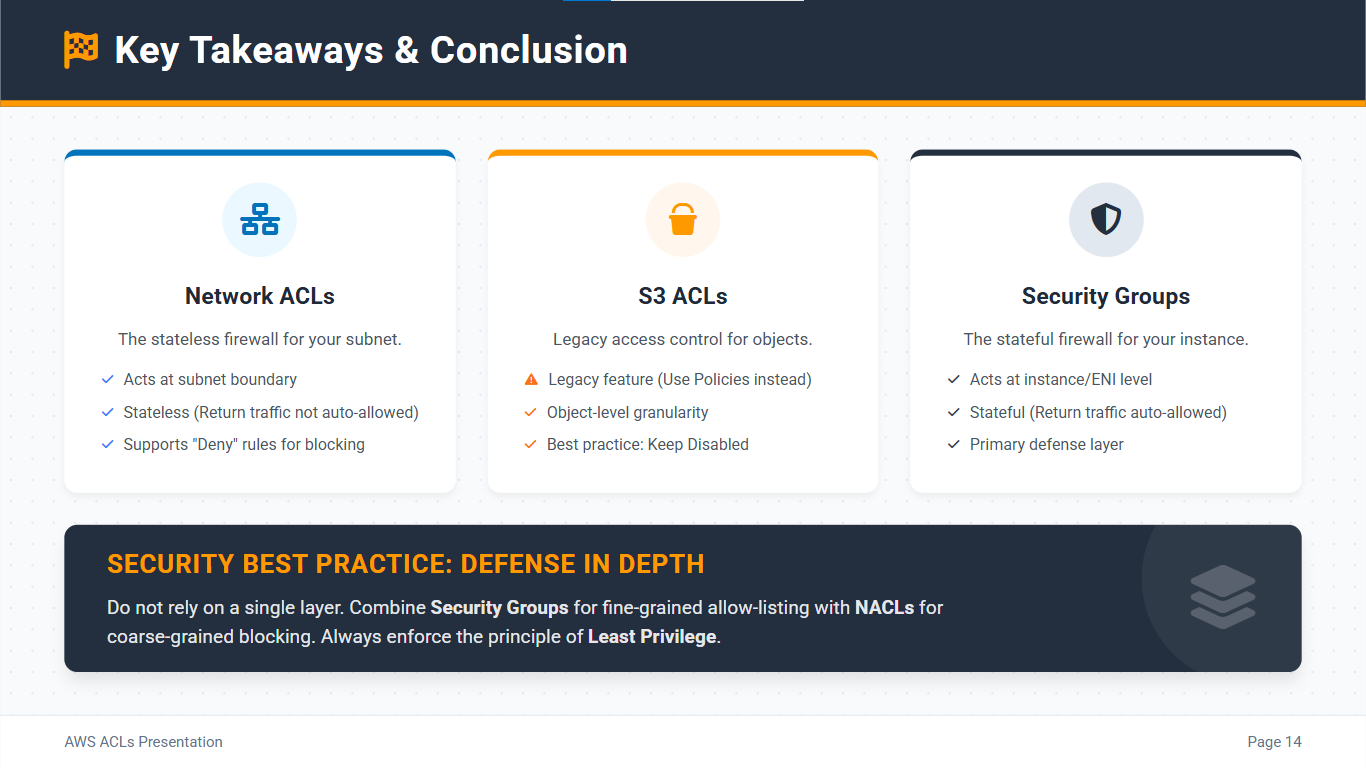 Key Takeaways & Conclusion
Network ACLs
The stateless firewall for your subnet.
Acts at subnet boundary
Stateless (Return traffic not auto-allowed)
Supports "Deny" rules for blocking
S3 ACLs
Legacy access control for objects.
Legacy feature (Use Policies instead)
Object-level granularity
Best practice: Keep Disabled
Security Groups
The stateful firewall for your instance.
Acts at instance/ENI level
Stateful (Return traffic auto-allowed)
Primary defense layer
SECURITY BEST PRACTICE: DEFENSE IN DEPTH
Do not rely on a single layer. Combine Security Groups for fine-grained allow-listing with NACLs for
coarse-grained blocking. Always enforce the principle of Least Privilege.
AWS ACLs Presentation
Page 14